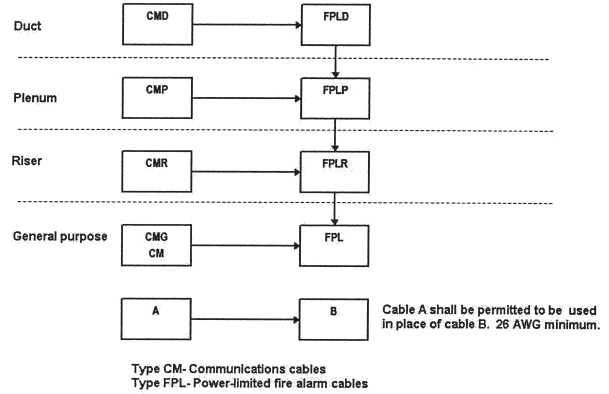 Duct CMD FPLD
Plenum CMP FPLP
Riser CMR FPLR
General purpose CMG FPL
CM
A B Cable A shall be permitted to be used
in place of cable B. 26 AWG minimum.
Type CM- Communications cables
Type FPL- Power-limited fire alarm cables